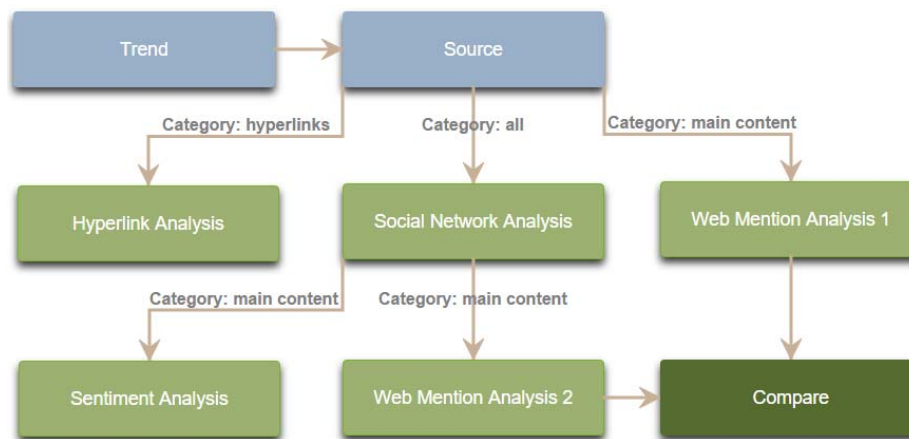 Trend
Source
Category: hyperlinks
Category: all
Category: main content
Hyperlink Analysis
Social Network Analysis
Web Mention Analysis 1
Category: main content
Category: main content
Sentiment Analysis
Web Mention Analysis 2
Compare